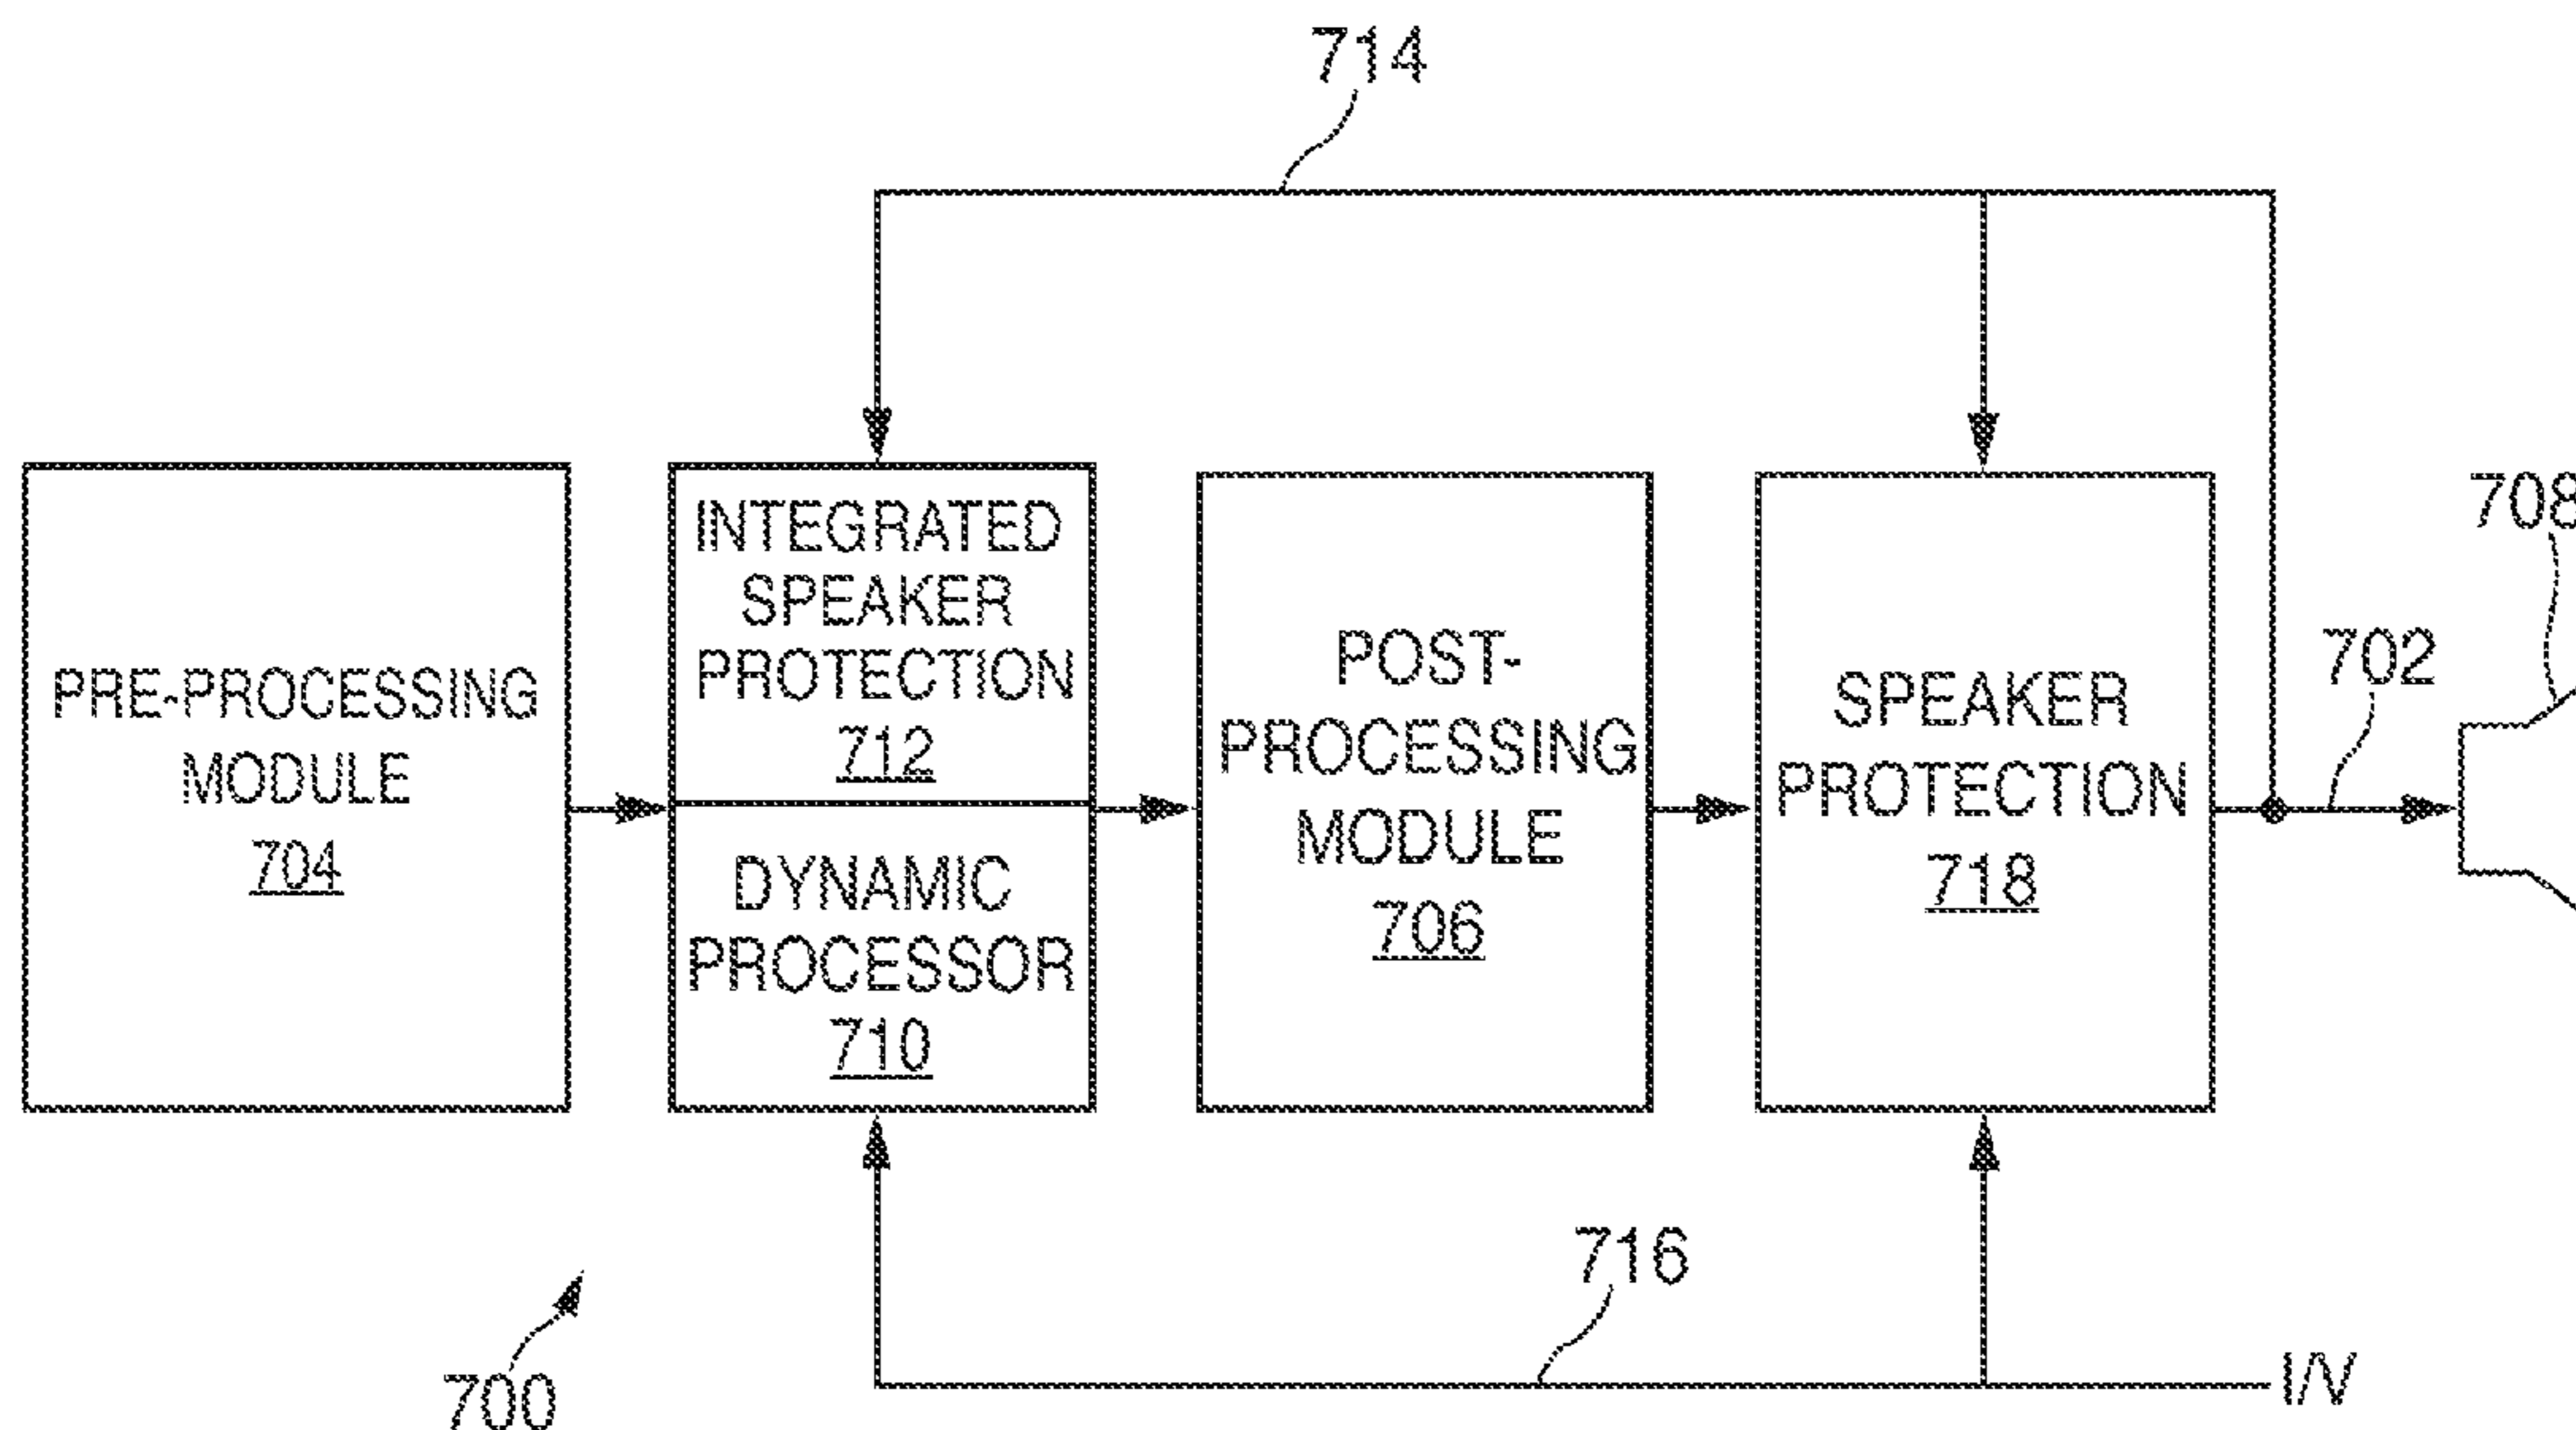 714
PRE-PROCESSING
MODULE
704
INTEGRATED
SPEAKER
PROTECTION
712
DYNAMIC
PROCESSOR
710
POST-
PROCESSING
MODULE
706
SPEAKER
PROTECTION
718
708
702
716
700
I/V